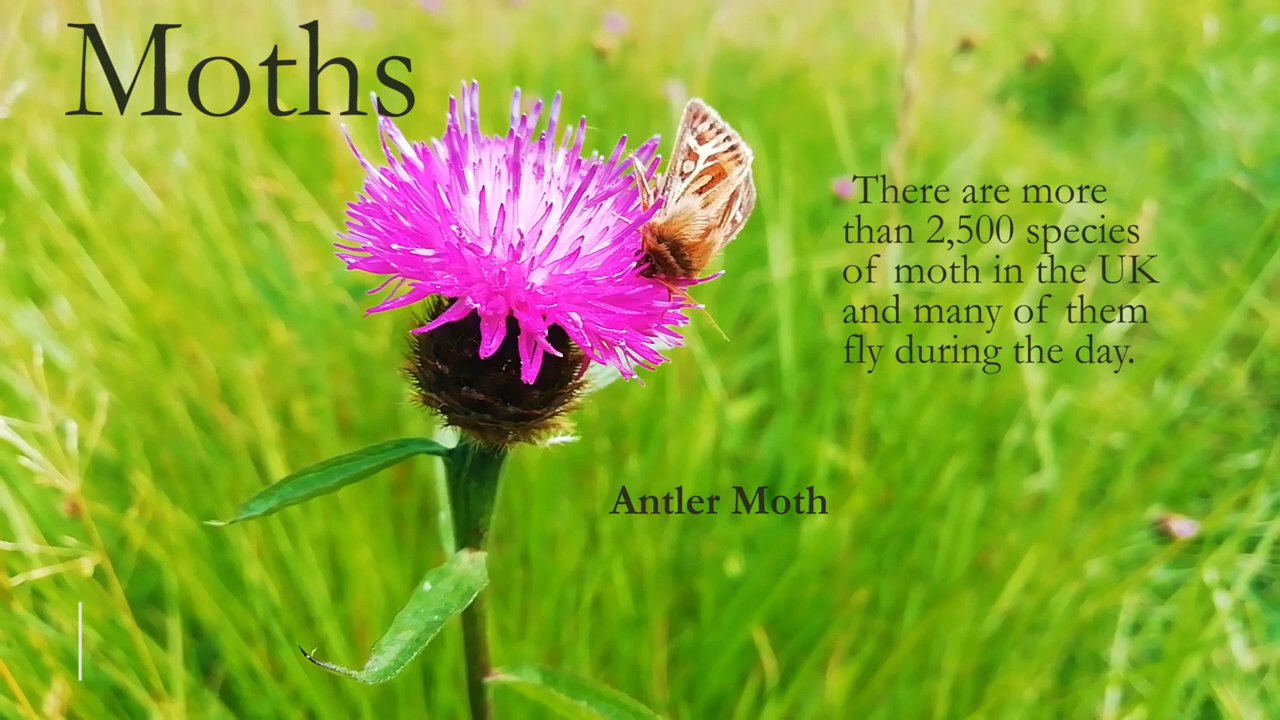 Moths
There are more
than 2,500 species
of moth in the UK
and many of them
fly during the day.
Antler Moth